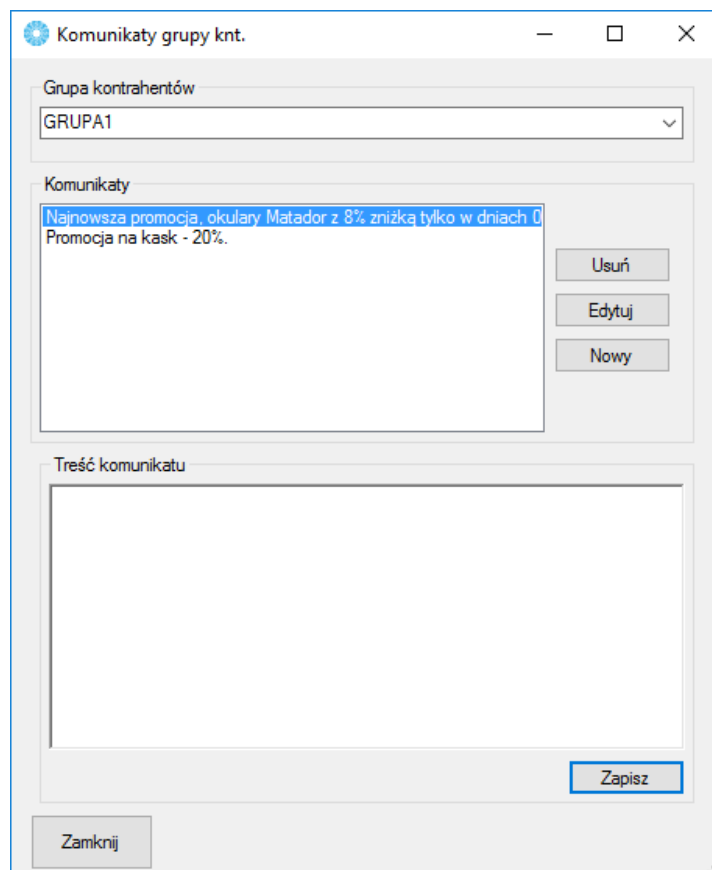 Komunikaty grupy knt.
Grupa kontrahentów
GRUPA1
Komunikaty
Najnowsza promocja, okulary Matador z 8% zniżką tylko w dniach 0
Promocja na kask - 20%.
Usuń
Edytuj
Nowy
Treść komunikatu
Zapisz
Zamknij